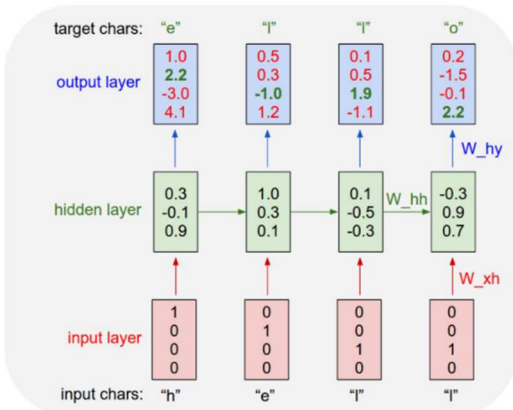 target chars: "e" "l" "l" "o"
output layer
1.0 0.5 0.1 0.2
2.2 0.3 0.5 -1.5
-3.0 -1.0 1.9 -0.1
4.1 1.2 -1.1 2.2
W_hy
hidden layer
0.3 1.0 0.1 -0.3
-0.1 0.3 -0.5 0.9
0.9 0.1 -0.3 0.7
W_hh
W_xh
input layer
1 0 0 0
0 1 0 0
0 0 1 1
0 0 0 0
input chars: "h" "e" "l" "l"